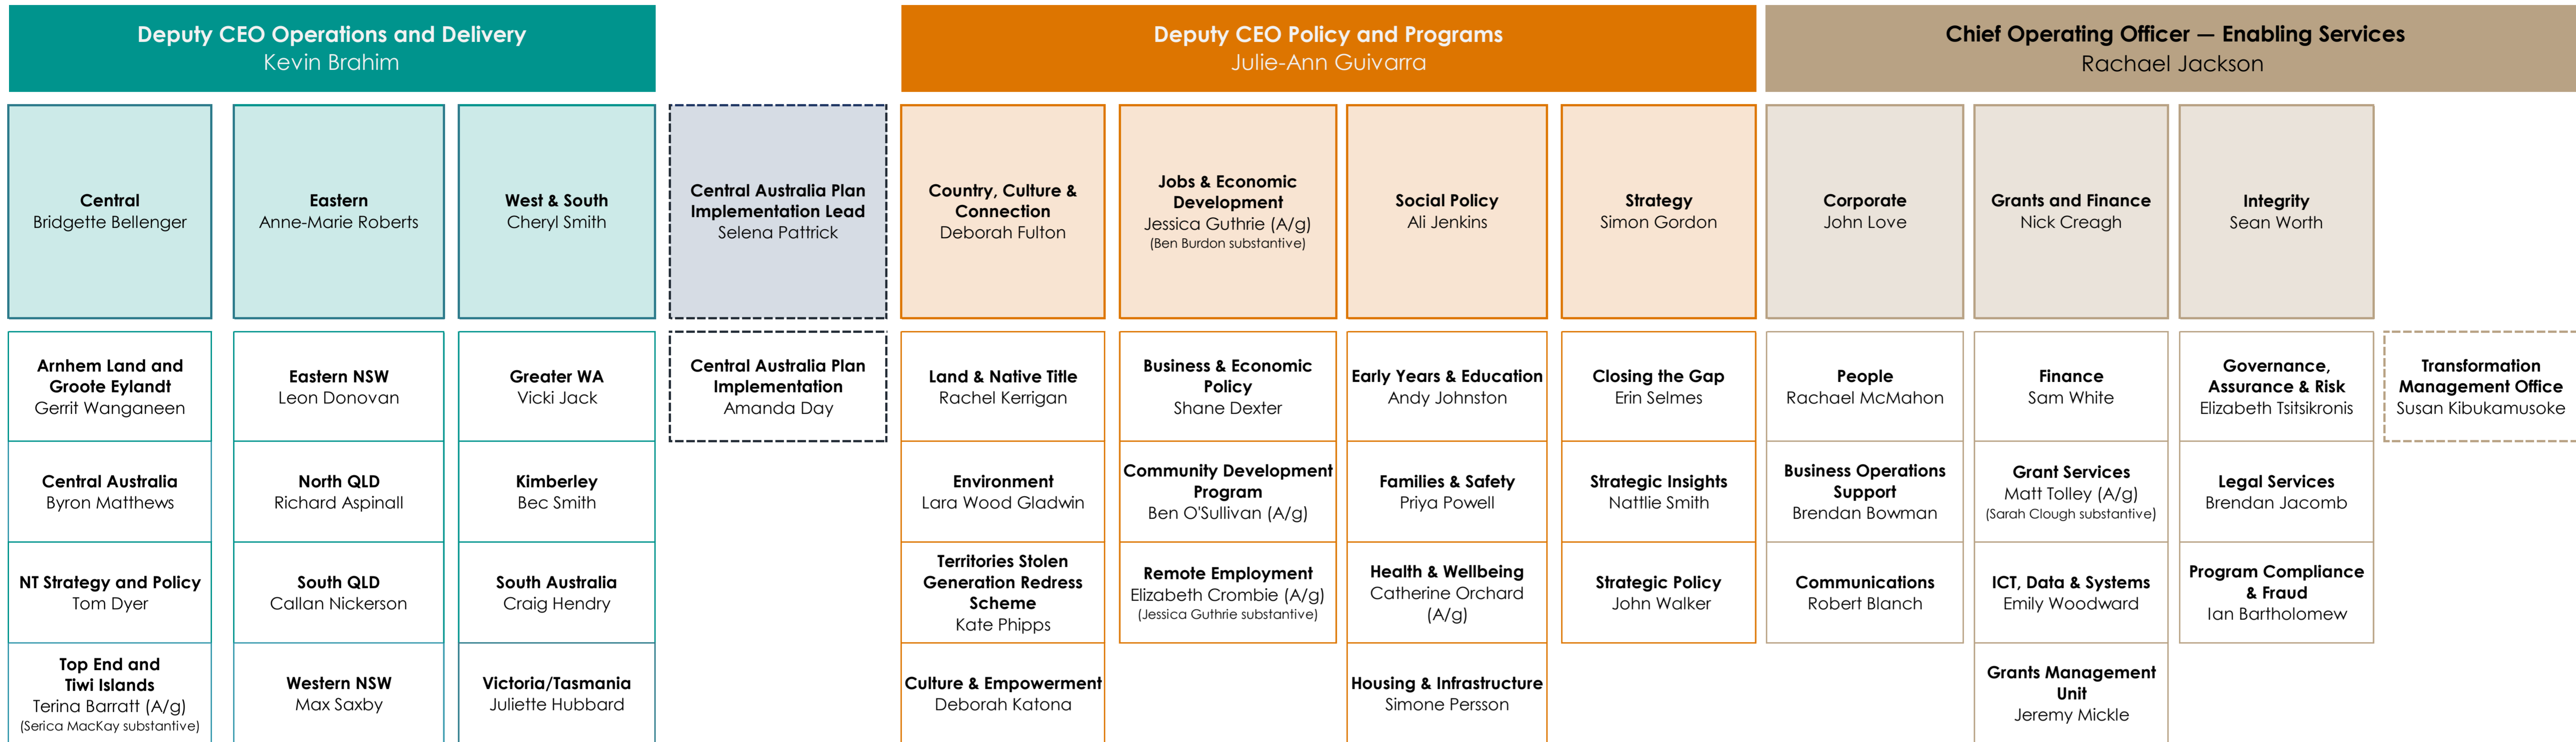 Deputy CEO Operations and Delivery
Kevin Brahim
Deputy CEO Policy and Programs
Julie-Ann Guivarra
Chief Operating Officer — Enabling Services
Rachael Jackson
Central
Bridgette Bellenger
Eastern
Anne-Marie Roberts
West & South
Cheryl Smith
Central Australia Plan
Implementation Lead
Selena Pattrick
Country, Culture &
Connection
Deborah Fulton
Jobs & Economic
Development
Jessica Guthrie (A/g)
(Ben Burdon substantive)
Social Policy
Ali Jenkins
Strategy
Simon Gordon
Corporate
John Love
Grants and Finance
Nick Creagh
Integrity
Sean Worth
Arnhem Land and
Groote Eylandt
Gerrit Wanganeen
Eastern NSW
Leon Donovan
Greater WA
Vicki Jack
Central Australia Plan
Implementation
Amanda Day
Land & Native Title
Rachel Kerrigan
Business & Economic
Policy
Shane Dexter
Early Years & Education
Andy Johnston
Closing the Gap
Erin Selmes
People
Rachael McMahon
Finance
Sam White
Governance,
Assurance & Risk
Elizabeth Tsitsikronis
Transformation
Management Office
Susan Kibukamusoke
Central Australia
Byron Matthews
North QLD
Richard Aspinall
Kimberley
Bec Smith
Environment
Lara Wood Gladwin
Community Development
Program
Ben O'Sullivan (A/g)
Families & Safety
Priya Powell
Strategic Insights
Nattlie Smith
Business Operations
Support
Brendan Bowman
Grant Services
Matt Tolley (A/g)
(Sarah Clough substantive)
Legal Services
Brendan Jacomb
NT Strategy and Policy
Tom Dyer
South QLD
Callan Nickerson
South Australia
Craig Hendry
Territories Stolen
Generation Redress
Scheme
Kate Phipps
Remote Employment
Elizabeth Crombie (A/g)
(Jessica Guthrie substantive)
Health & Wellbeing
Catherine Orchard
(A/g)
Strategic Policy
John Walker
Communications
Robert Blanch
ICT, Data & Systems
Emily Woodward
Program Compliance
& Fraud
Ian Bartholomew
Top End and
Tiwi Islands
Terina Barratt (A/g)
(Serica MacKay substantive)
Western NSW
Max Saxby
Victoria/Tasmania
Juliette Hubbard
Culture & Empowerment
Deborah Katona
Housing & Infrastructure
Simone Persson
Grants Management
Unit
Jeremy Mickle